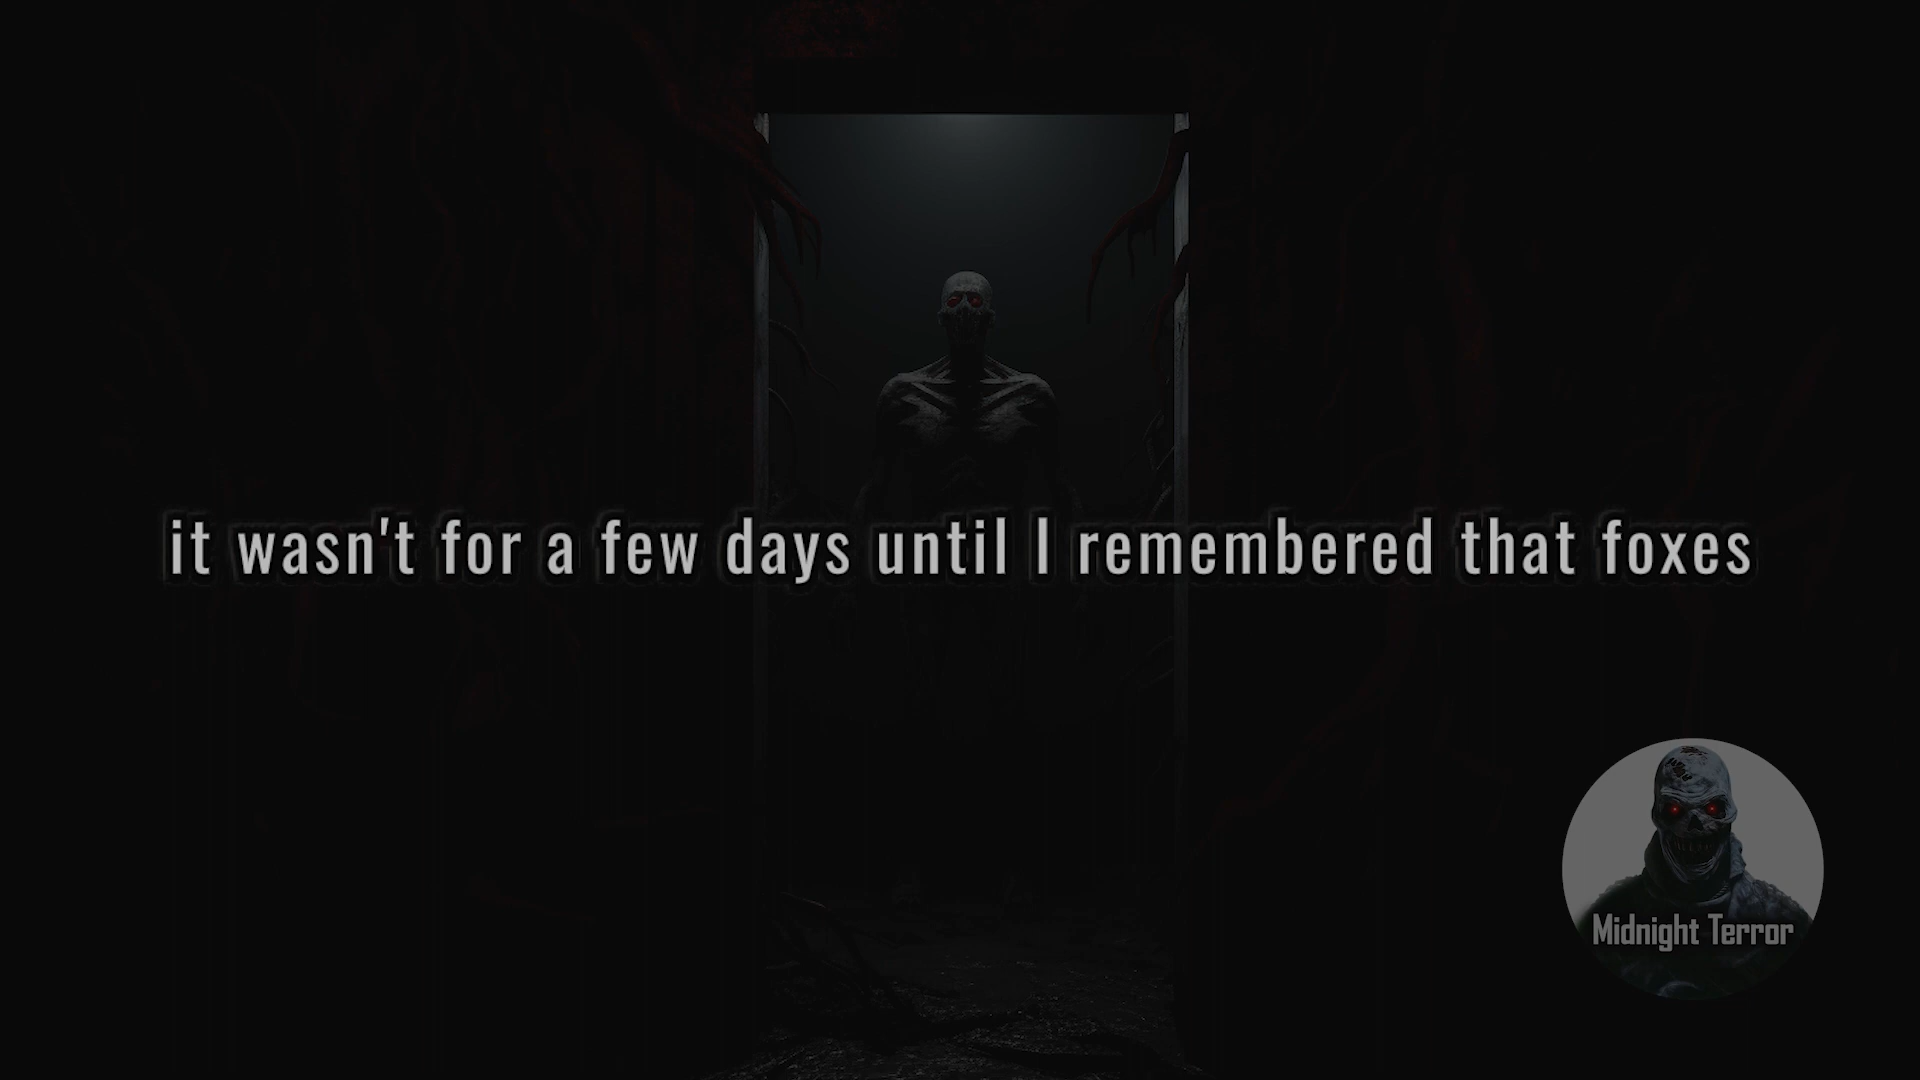 it wasn't for a few days until I remembered that foxes
Midnight Terror